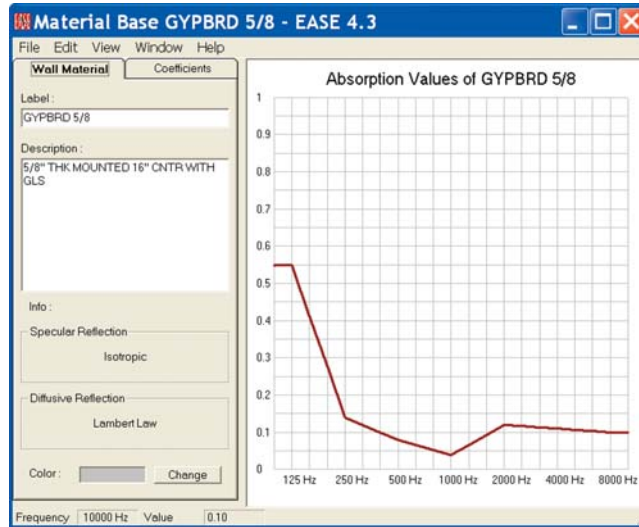 Material Base GYPBRD 5/8 - EASE 4.3
File Edit View Window Help
Wall Material Coefficients
Label :
GYPBRD 5/8
Description :
5/8" THK MOUNTED 16" CNTR WITH
GLS
Info :
Specular Reflection
Isotropic
Diffusive Reflection
Lambert Law
Color : Change
Absorption Values of GYPBRD 5/8
1
0.9
0.8
0.7
0.6
0.5
0.4
0.3
0.2
0.1
0
125 Hz 250 Hz 500 Hz 1000 Hz 2000 Hz 4000 Hz 8000 Hz
Frequency 10000 Hz Value 0.10